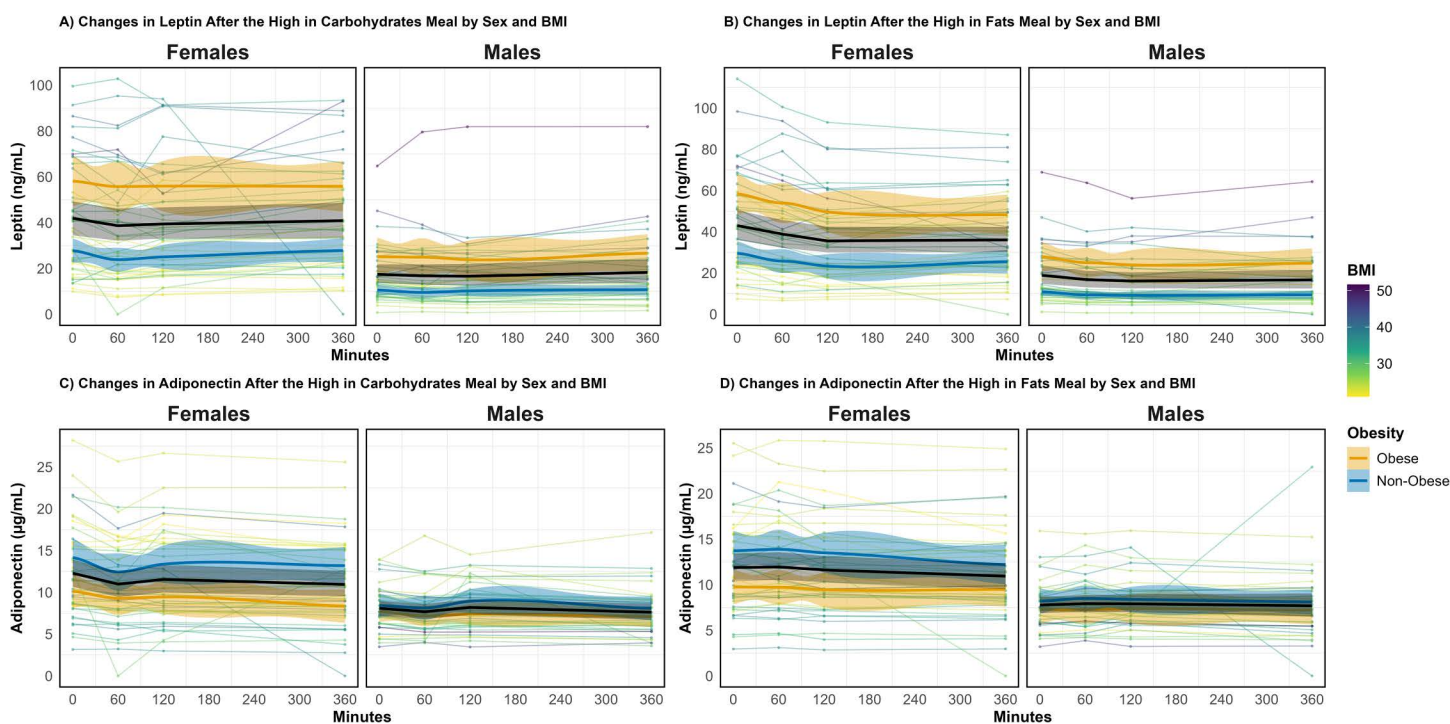 A) Changes in Leptin After the High in Carbohydrates Meal by Sex and BMI
Females
Males
Leptin (ng/mL)
100
80
60
40
20
0
0 60 120 180 240 300 360
0 60 120 180 240 300 360
Minutes
B) Changes in Leptin After the High in Fats Meal by Sex and BMI
Females
Males
Leptin (ng/mL)
100
80
60
40
20
0
0 60 120 180 240 300 360
0 60 120 180 240 300 360
Minutes
C) Changes in Adiponectin After the High in Carbohydrates Meal by Sex and BMI
Females
Males
Adiponectin (µg/mL)
25
20
15
10
5
0
0 60 120 180 240 300 360
0 60 120 180 240 300 360
Minutes
D) Changes in Adiponectin After the High in Fats Meal by Sex and BMI
Females
Males
Adiponectin (µg/mL)
25
20
15
10
5
0
0 60 120 180 240 300 360
0 60 120 180 240 300 360
Minutes
BMI
50
40
30
Obesity
Obese
Non-Obese